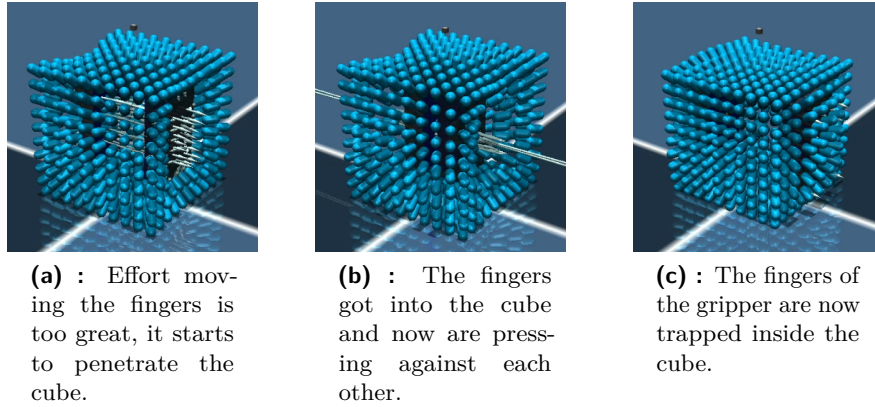 (a) : Effort mov-
ing the fingers is
too great, it starts
to penetrate the
cube.
(b) : The fingers
got into the cube
and now are press-
ing against each
other.
(c) : The fingers of
the gripper are now
trapped inside the
cube.